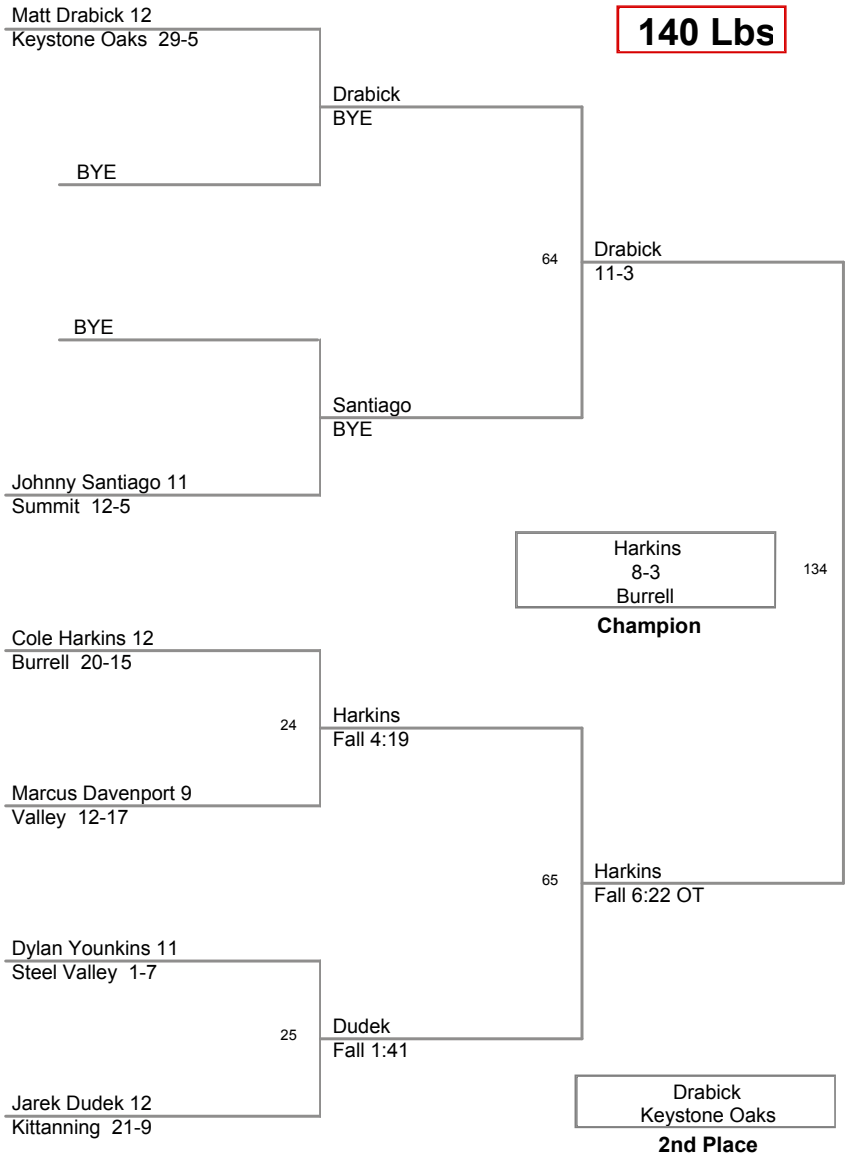 Matt Drabick 12
Keystone Oaks 29-5
140 Lbs
Drabick
BYE
BYE
64
Drabick
11-3
BYE
Santiago
BYE
Johnny Santiago 11
Summit 12-5
Harkins
8-3
Burrell
134
Champion
Cole Harkins 12
Burrell 20-15
24
Harkins
Fall 4:19
Marcus Davenport 9
Valley 12-17
65
Harkins
Fall 6:22 OT
Dylan Younkins 11
Steel Valley 1-7
25
Dudek
Fall 1:41
Jarek Dudek 12
Kittanning 21-9
Drabick
Keystone Oaks
2nd Place